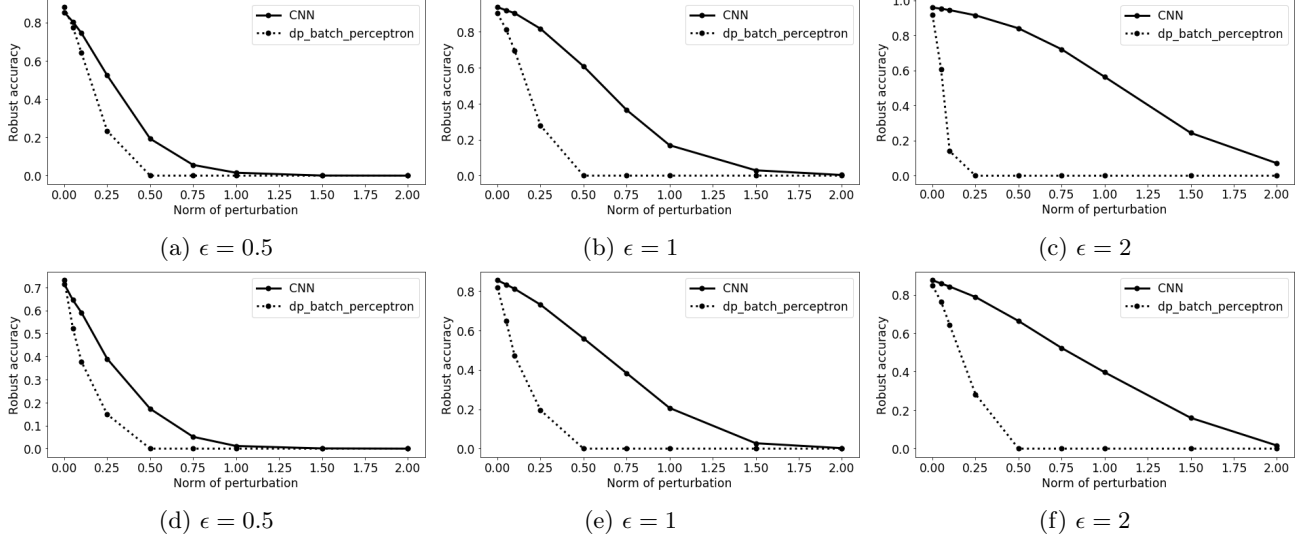 CNN
dp_batch_perceptron
Robust accuracy
0.8
0.6
0.4
0.2
0.0
0.00 0.25 0.50 0.75 1.00 1.25 1.50 1.75 2.00
Norm of perturbation
(a) ϵ = 0.5
CNN
dp_batch_perceptron
Robust accuracy
0.8
0.6
0.4
0.2
0.0
0.00 0.25 0.50 0.75 1.00 1.25 1.50 1.75 2.00
Norm of perturbation
(b) ϵ = 1
CNN
dp_batch_perceptron
Robust accuracy
1.0
0.8
0.6
0.4
0.2
0.0
0.00 0.25 0.50 0.75 1.00 1.25 1.50 1.75 2.00
Norm of perturbation
(c) ϵ = 2
CNN
dp_batch_perceptron
Robust accuracy
0.7
0.6
0.5
0.4
0.3
0.2
0.1
0.0
0.00 0.25 0.50 0.75 1.00 1.25 1.50 1.75 2.00
Norm of perturbation
(d) ϵ = 0.5
CNN
dp_batch_perceptron
Robust accuracy
0.8
0.6
0.4
0.2
0.0
0.00 0.25 0.50 0.75 1.00 1.25 1.50 1.75 2.00
Norm of perturbation
(e) ϵ = 1
CNN
dp_batch_perceptron
Robust accuracy
0.8
0.6
0.4
0.2
0.0
0.00 0.25 0.50 0.75 1.00 1.25 1.50 1.75 2.00
Norm of perturbation
(f) ϵ = 2